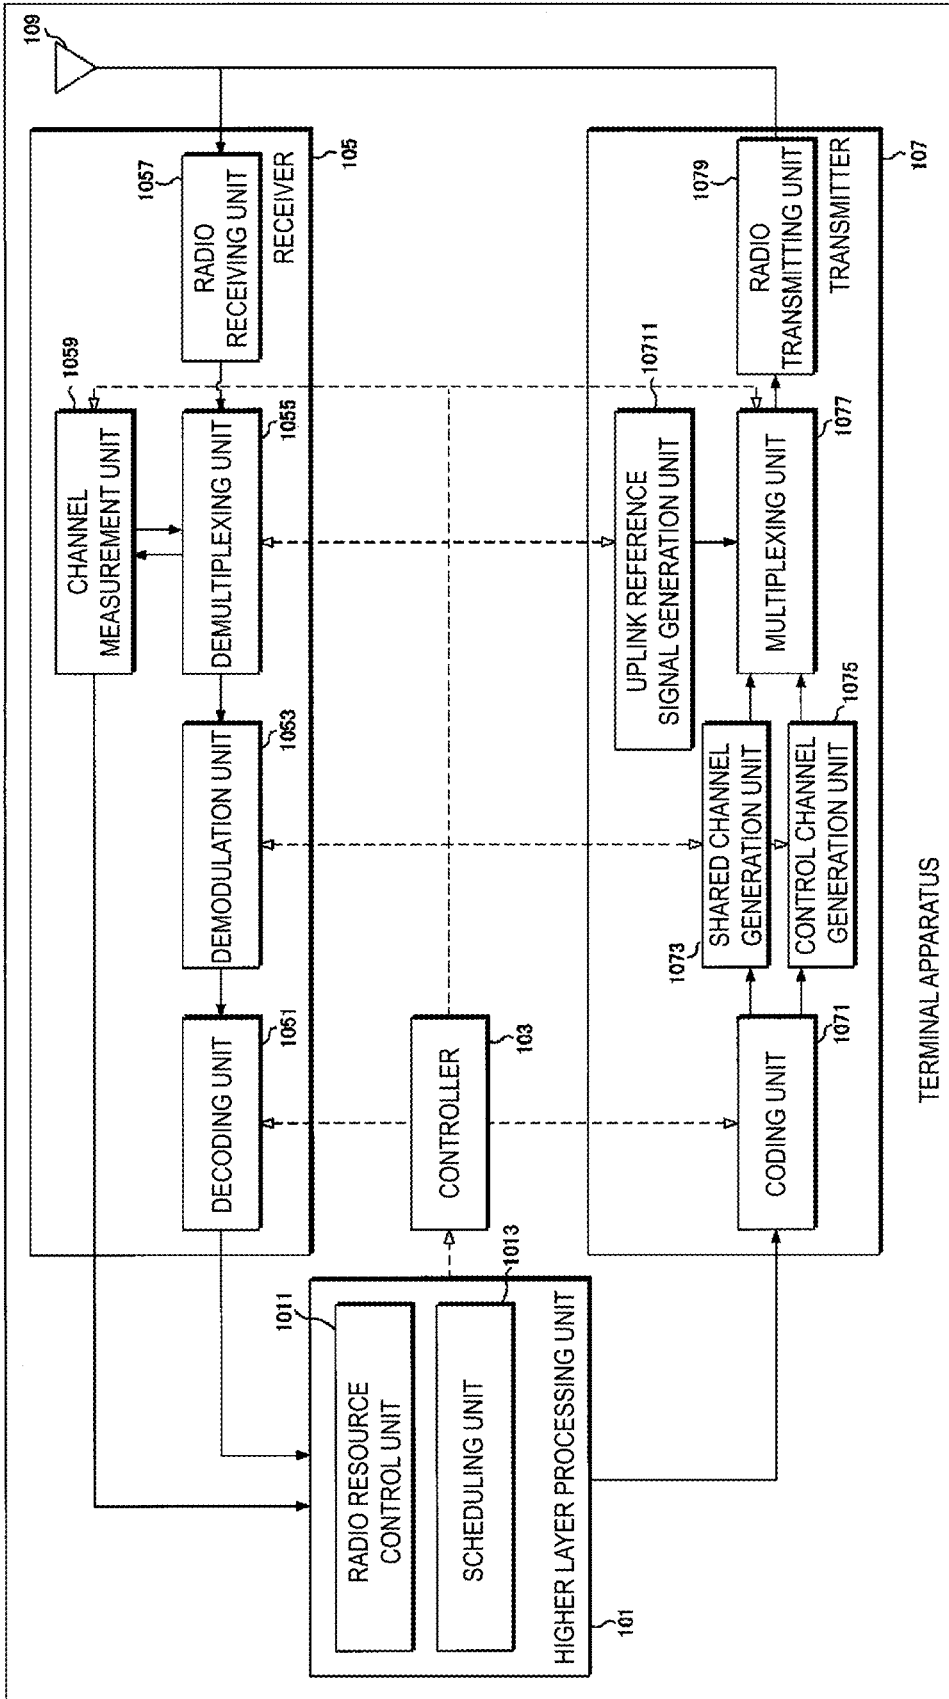 109
1059
CHANNEL
MEASUREMENT UNIT
1057
RADIO
RECEIVING UNIT
RECEIVER
105
DECODING UNIT
1051
DEMODULATION UNIT
1053
DEMULTIPLEXING UNIT
1055
1011
RADIO RESOURCE
CONTROL UNIT
1013
SCHEDULING UNIT
HIGHER LAYER PROCESSING UNIT
101
CONTROLLER
103
10711
UPLINK REFERENCE
SIGNAL GENERATION UNIT
1073
SHARED CHANNEL
GENERATION UNIT
CONTROL CHANNEL
GENERATION UNIT
1075
CODING UNIT
1071
MULTIPLEXING UNIT
1077
1079
RADIO
TRANSMITTING UNIT
TRANSMITTER
107
TERMINAL APPARATUS